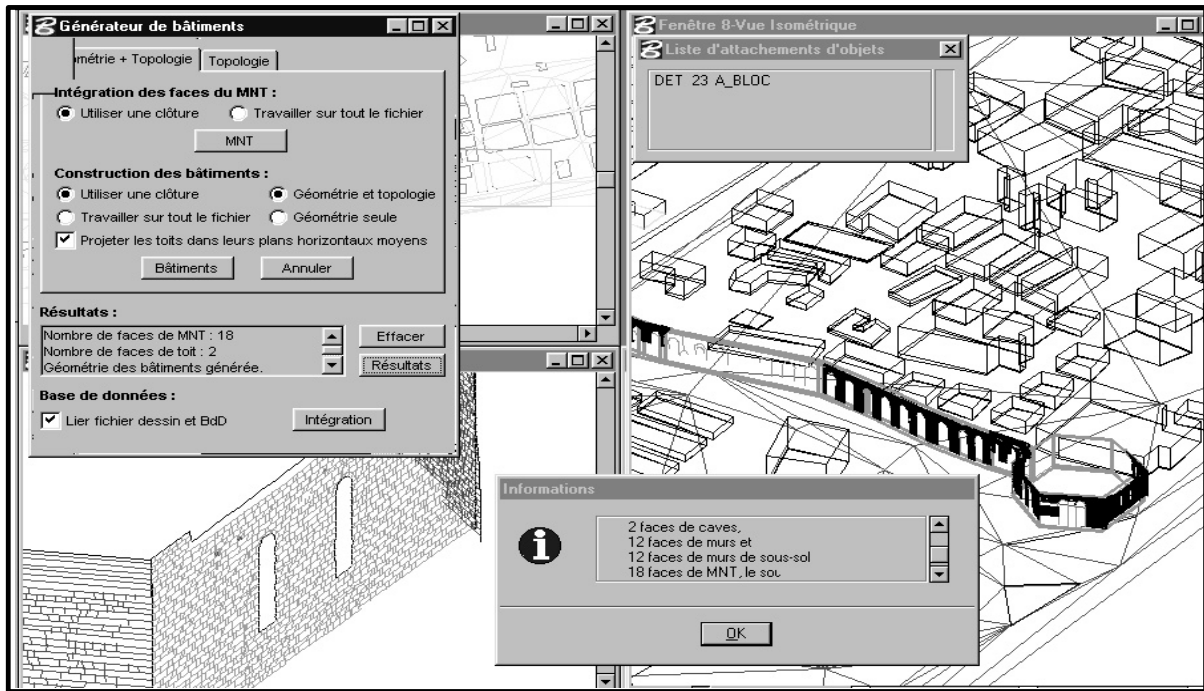 Générateur de bâtiments
métrie + Topologie
Topologie
Intégration des faces du MNT :
Utiliser une clôture
Travailler sur tout le fichier
MNT
Construction des bâtiments :
Utiliser une clôture
Géométrie et topologie
Travailler sur tout le fichier
Géométrie seule
Projeter les toits dans leurs plans horizontaux moyens
Bâtiments
Annuler
Résultats :
Nombre de faces de MNT : 18
Nombre de faces de toit : 2
Géométrie des bâtiments générée.
Effacer
Résultats
Base de données :
Lier fichier dessin et BdD
Intégration
Fenêtre 8-Vue Isométrique
Liste d'attachements d'objets
DET 23 A_BLOC
Informations
2 faces de caves,
12 faces de murs et
12 faces de murs de sous-sol
18 faces de MNT, le
OK